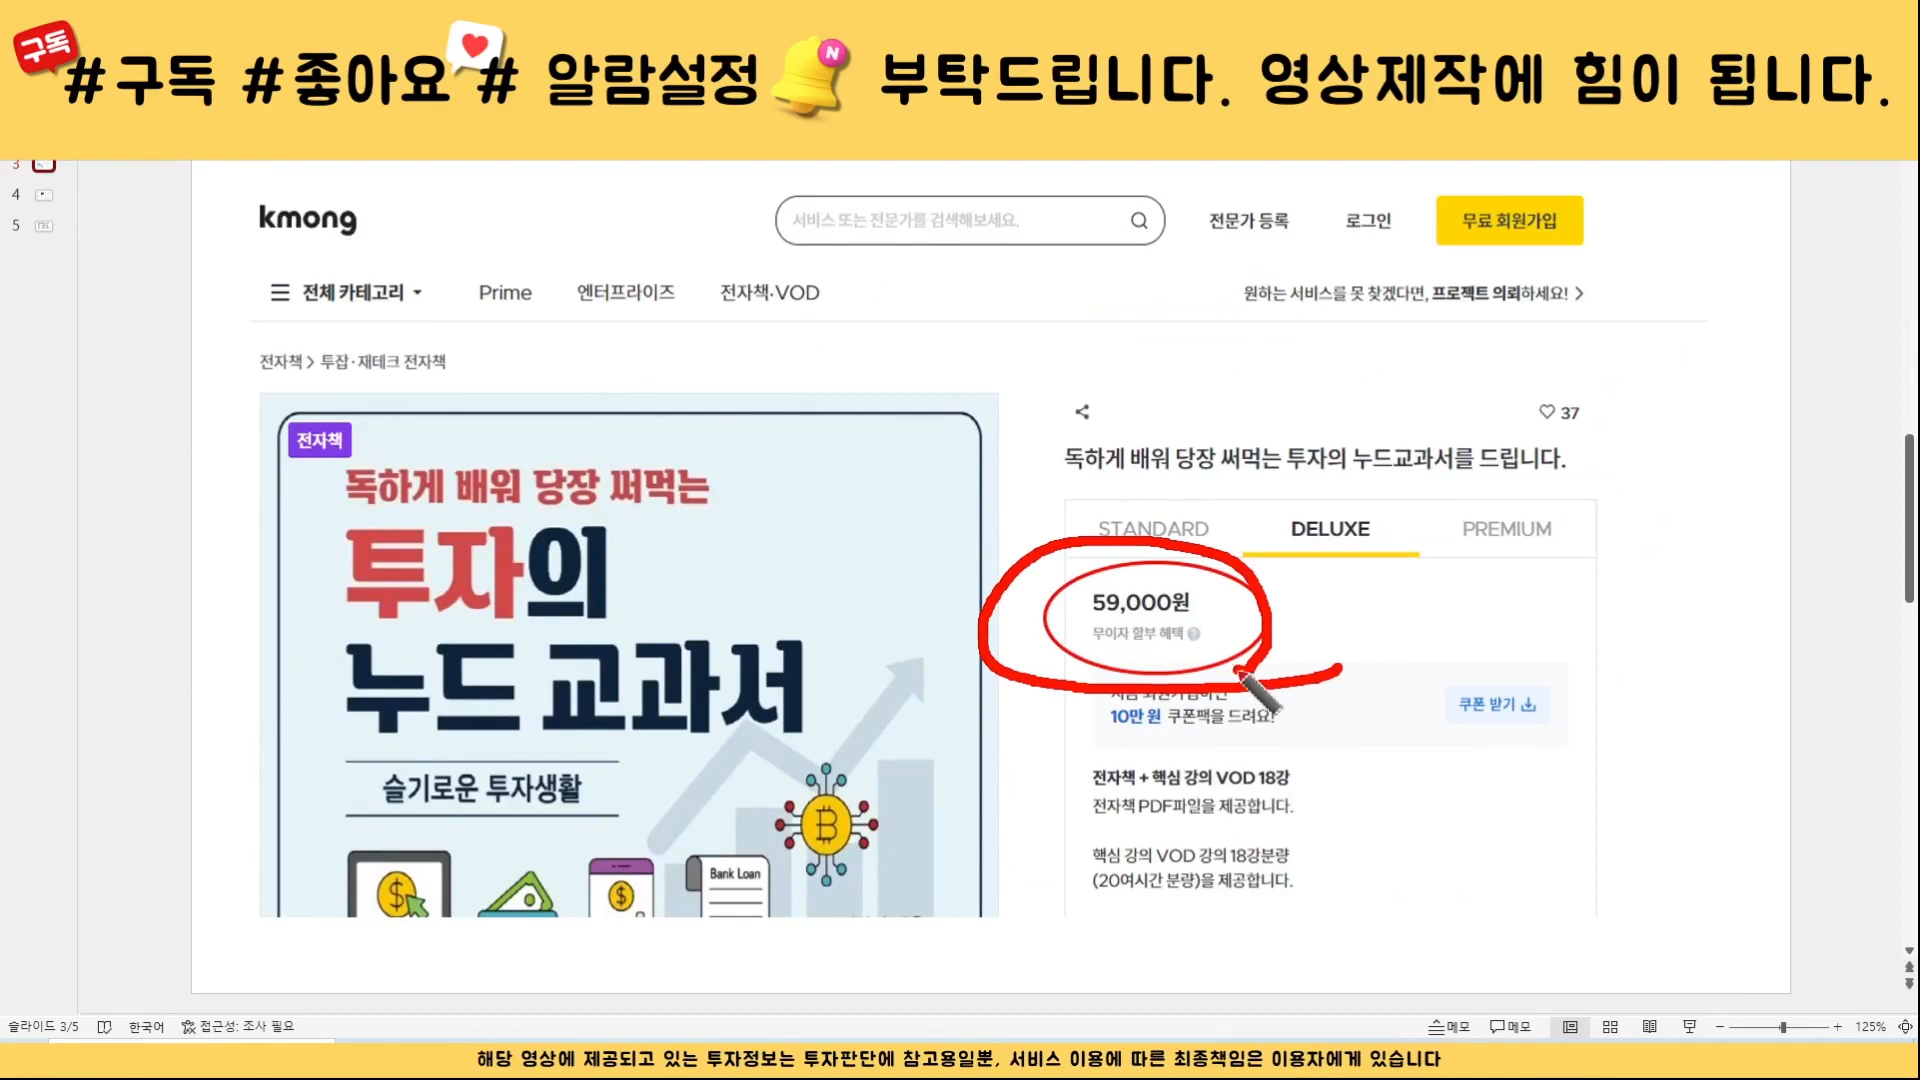 구독
#구독 #좋아요 # 알람설정 N 부탁드립니다. 영상제작에 힘이 됩니다.
3
4
5
kmong
서비스 또는 전문가를 검색해보세요.
전문가 등록
로그인
무료 회원가입
전체 카테고리
Prime
엔터프라이즈
전자책·VOD
원하는 서비스를 못 찾겠다면, 프로젝트 의뢰하세요!
전자책 > 투잡·재테크 전자책
전자책
독하게 배워 당장 써먹는
투자의
누드 교과서
슬기로운 투자생활
Bank Loan
37
독하게 배워 당장 써먹는 투자의 누드교과서를 드립니다.
STANDARD
DELUXE
PREMIUM
59,000원
무이자 할부 혜택
지금 회원가입하면
10만 원 쿠폰팩을 드려요!
쿠폰 받기
전자책 + 핵심 강의 VOD 18강
전자책 PDF파일을 제공합니다.
핵심 강의 VOD 강의 18강분량
(20여시간 분량)을 제공합니다.
슬라이드 3/5
한국어
접근성: 조사 필요
메모
메모
125%
해당 영상에 제공되고 있는 투자정보는 투자판단에 참고용일뿐, 서비스 이용에 따른 최종책임은 이용자에게 있습니다